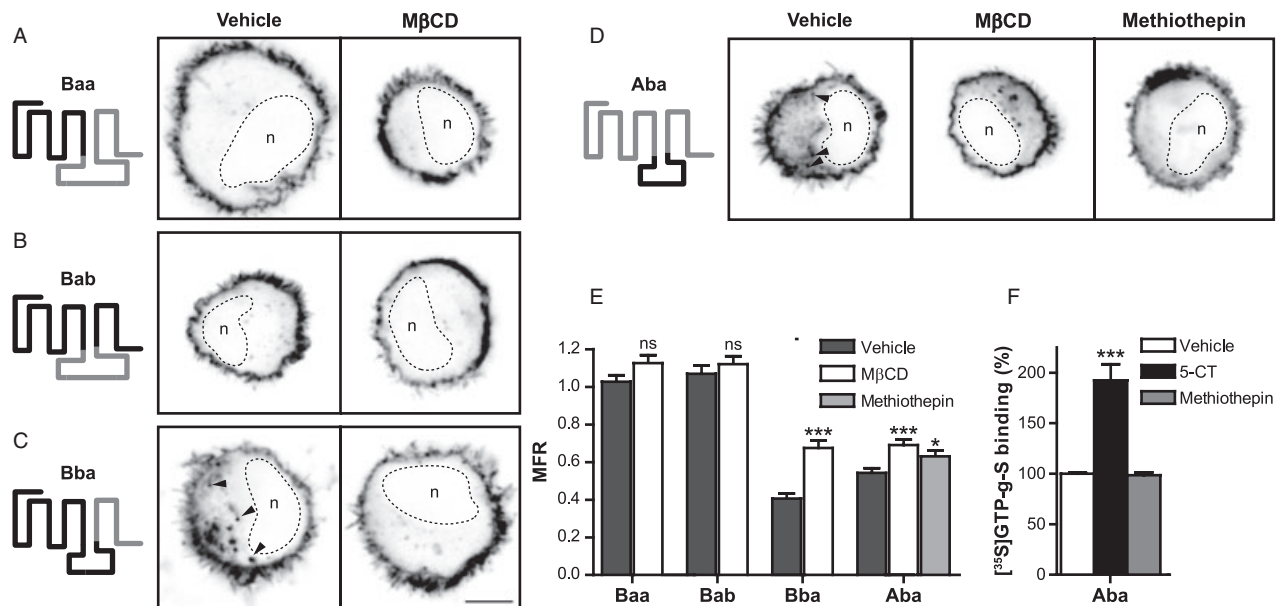 A
Vehicle
MβCD
Baa
n
n
B
Bab
n
n
C
Bba
n
n
D
Vehicle
MβCD
Methiothepin
Aba
n
n
n
E
MFR
1.2
1.0
0.8
0.6
0.4
0.2
0.0
ns
ns
***
***
*
Vehicle
MβCD
Methiothepin
Baa
Bab
Bba
Aba
F
[³⁵S]GTP-g-S binding (%)
200
150
100
50
0
***
Vehicle
5-CT
Methiothepin
Aba